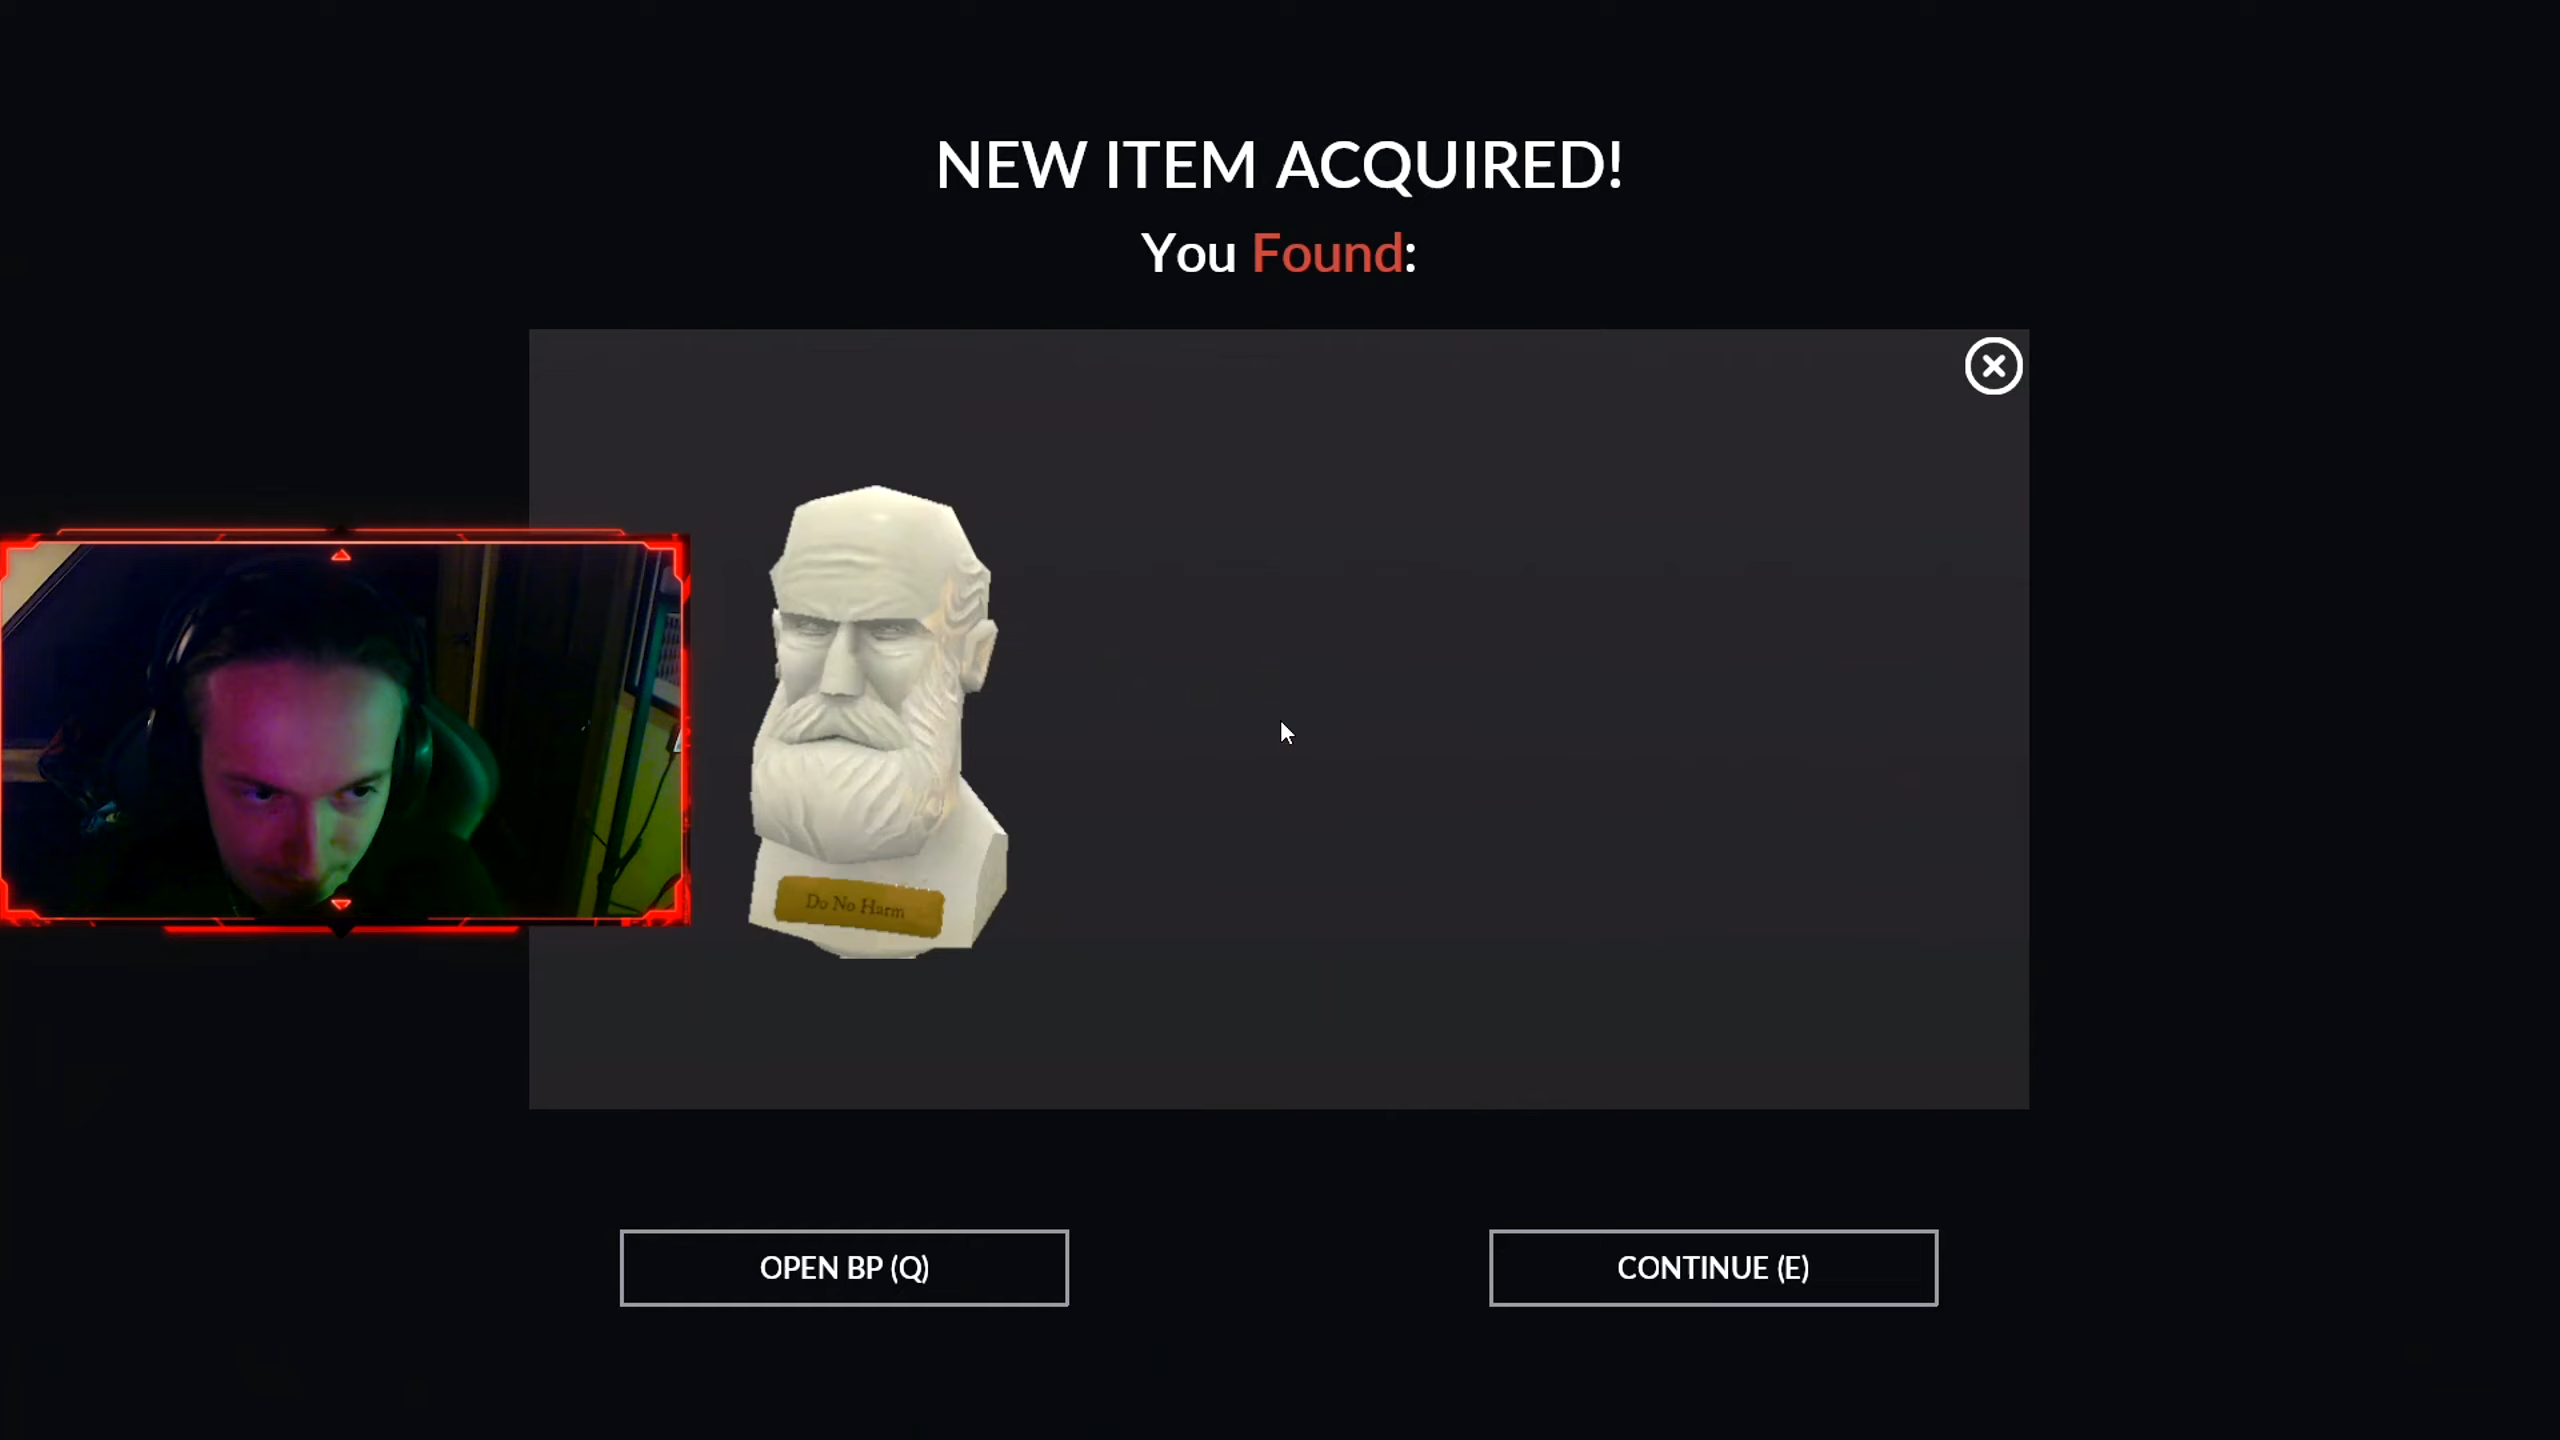 NEW ITEM ACQUIRED!
You Found:
Do No Harm
OPEN BP (Q)
CONTINUE (E)